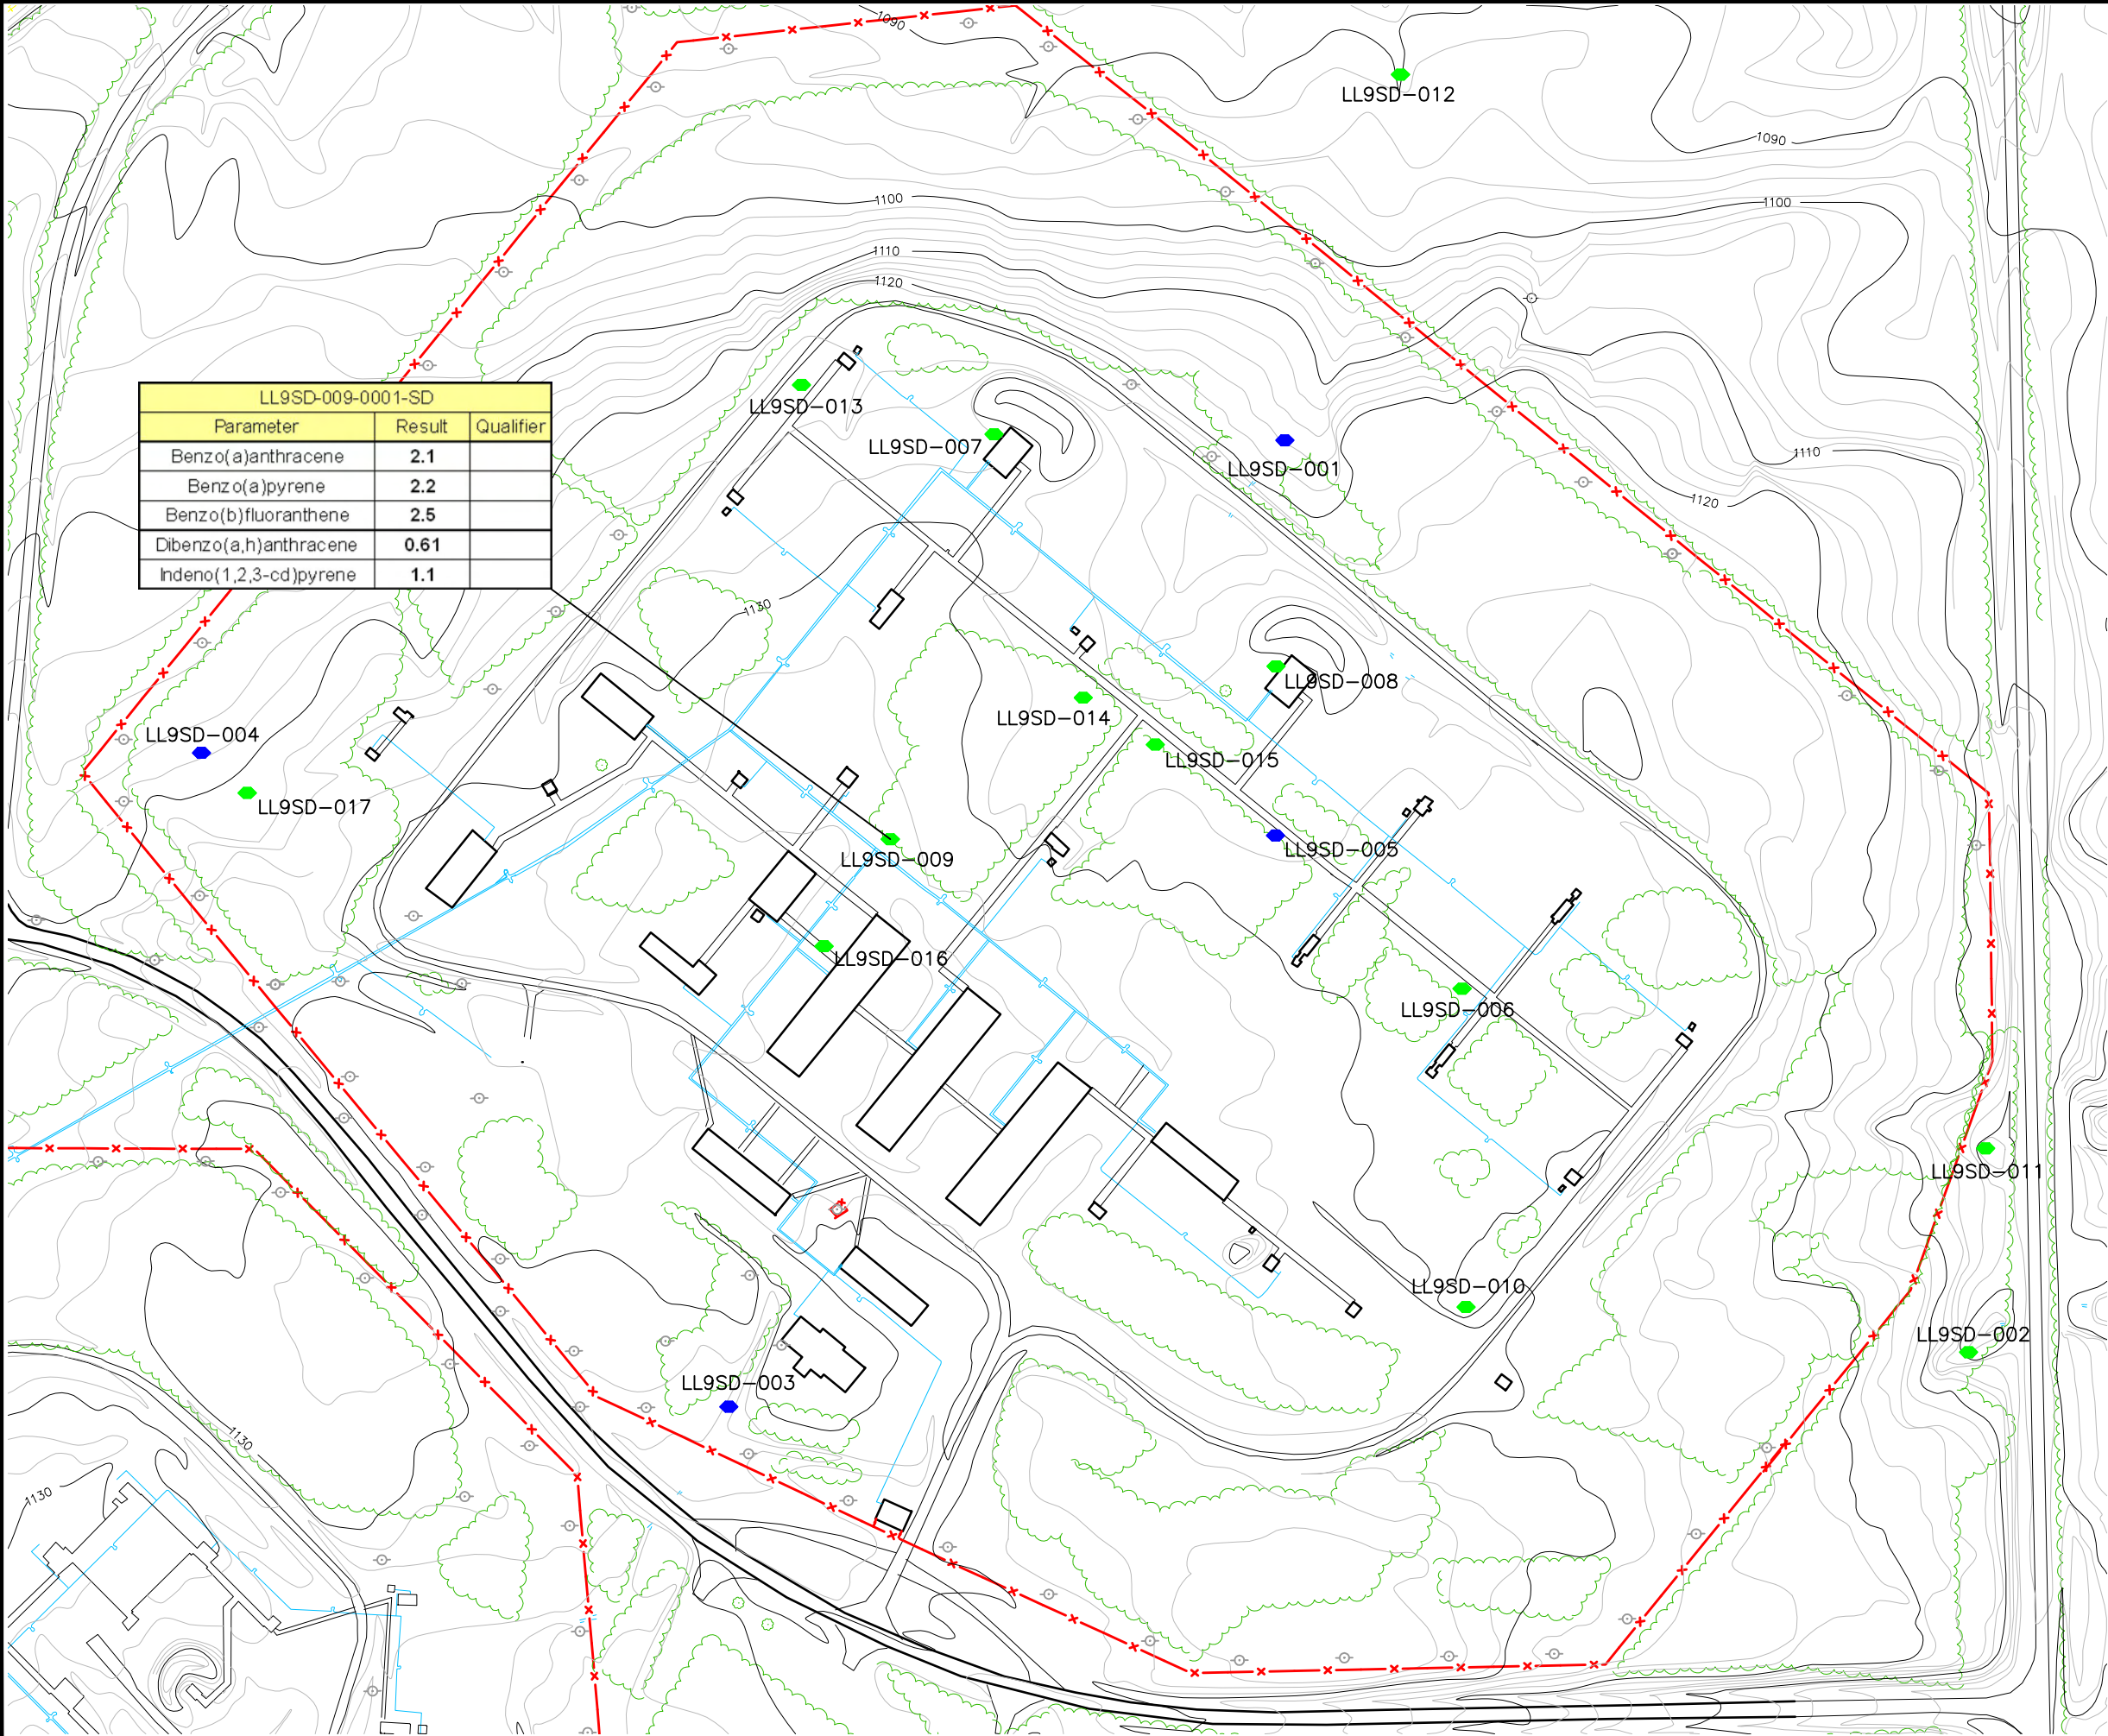 1090
LL9SD-012
1090
1100
1100
1110
1120
LL9SD-009-0001-SD
Parameter Result Qualifier
Benzo(a)anthracene 2.1
Benzo(a)pyrene 2.2
Benzo(b)fluoranthene 2.5
Dibenzo(a,h)anthracene 0.61
Indeno(1,2,3-cd)pyrene 1.1
LL9SD-013
LL9SD-007
LL9SD-001
1110
1120
1130
LL9SD-008
LL9SD-014
LL9SD-004
LL9SD-015
LL9SD-017
LL9SD-009
LL9SD-005
LL9SD-016
LL9SD-006
LL9SD-011
LL9SD-010
LL9SD-002
LL9SD-003
1130
1130